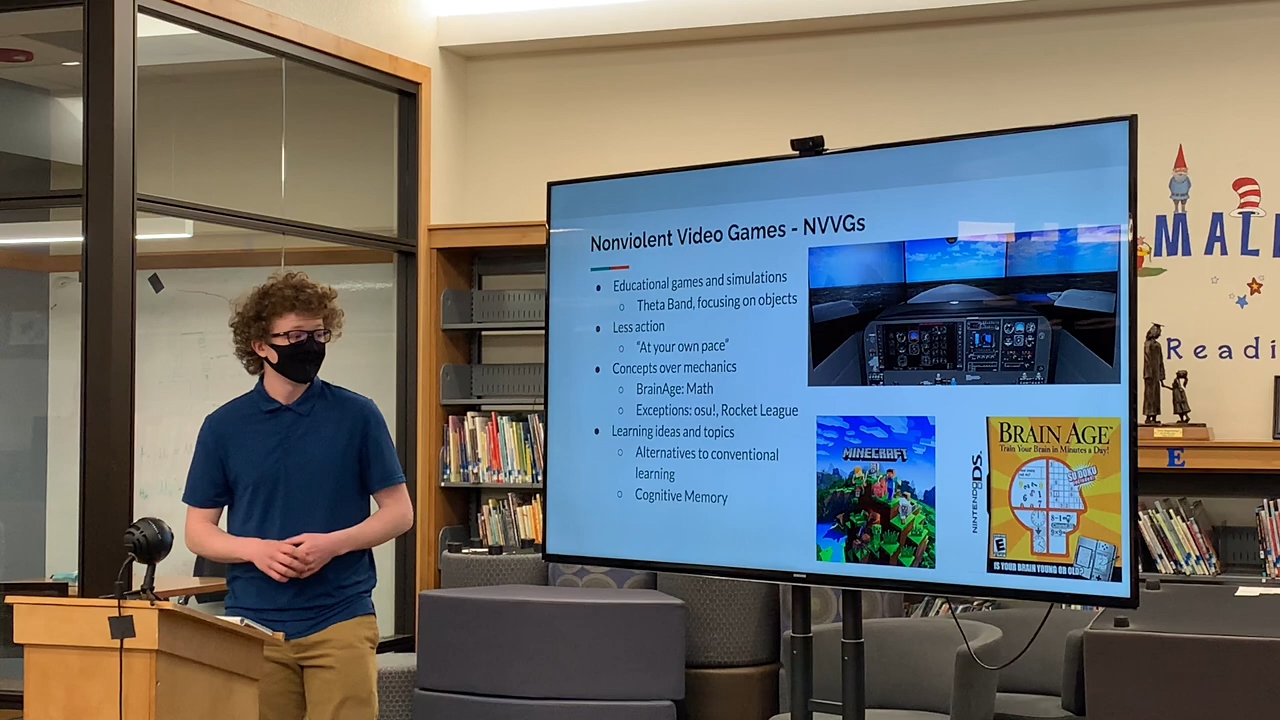 Nonviolent Video Games - NVVGs
● Educational games and simulations
○ Theta Band, focusing on objects
● Less action
○ “At your own pace”
● Concepts over mechanics
○ BrainAge: Math
○ Exceptions: osu!, Rocket League
● Learning ideas and topics
○ Alternatives to conventional
learning
○ Cognitive Memory
MINECRAFT
NINTENDO DS
BRAIN AGE
Train Your Brain in Minutes a Day!
SUDOKU
E
IS YOUR BRAIN YOUNG OR OLD?
MAL
Readi
E